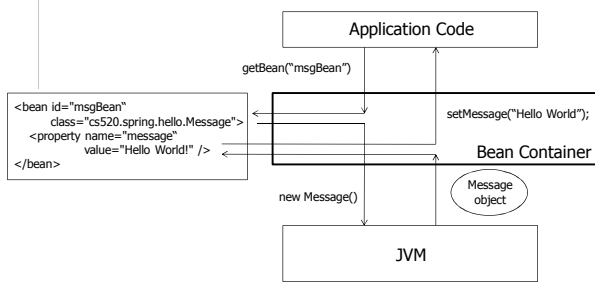 Application Code
getBean(“msgBean”)
<bean id="msgBean“
class="cs520.spring.hello.Message">
<property name="message“
value="Hello World!" />
</bean>
setMessage(“Hello World”);
Bean Container
new Message()
Message
object
JVM